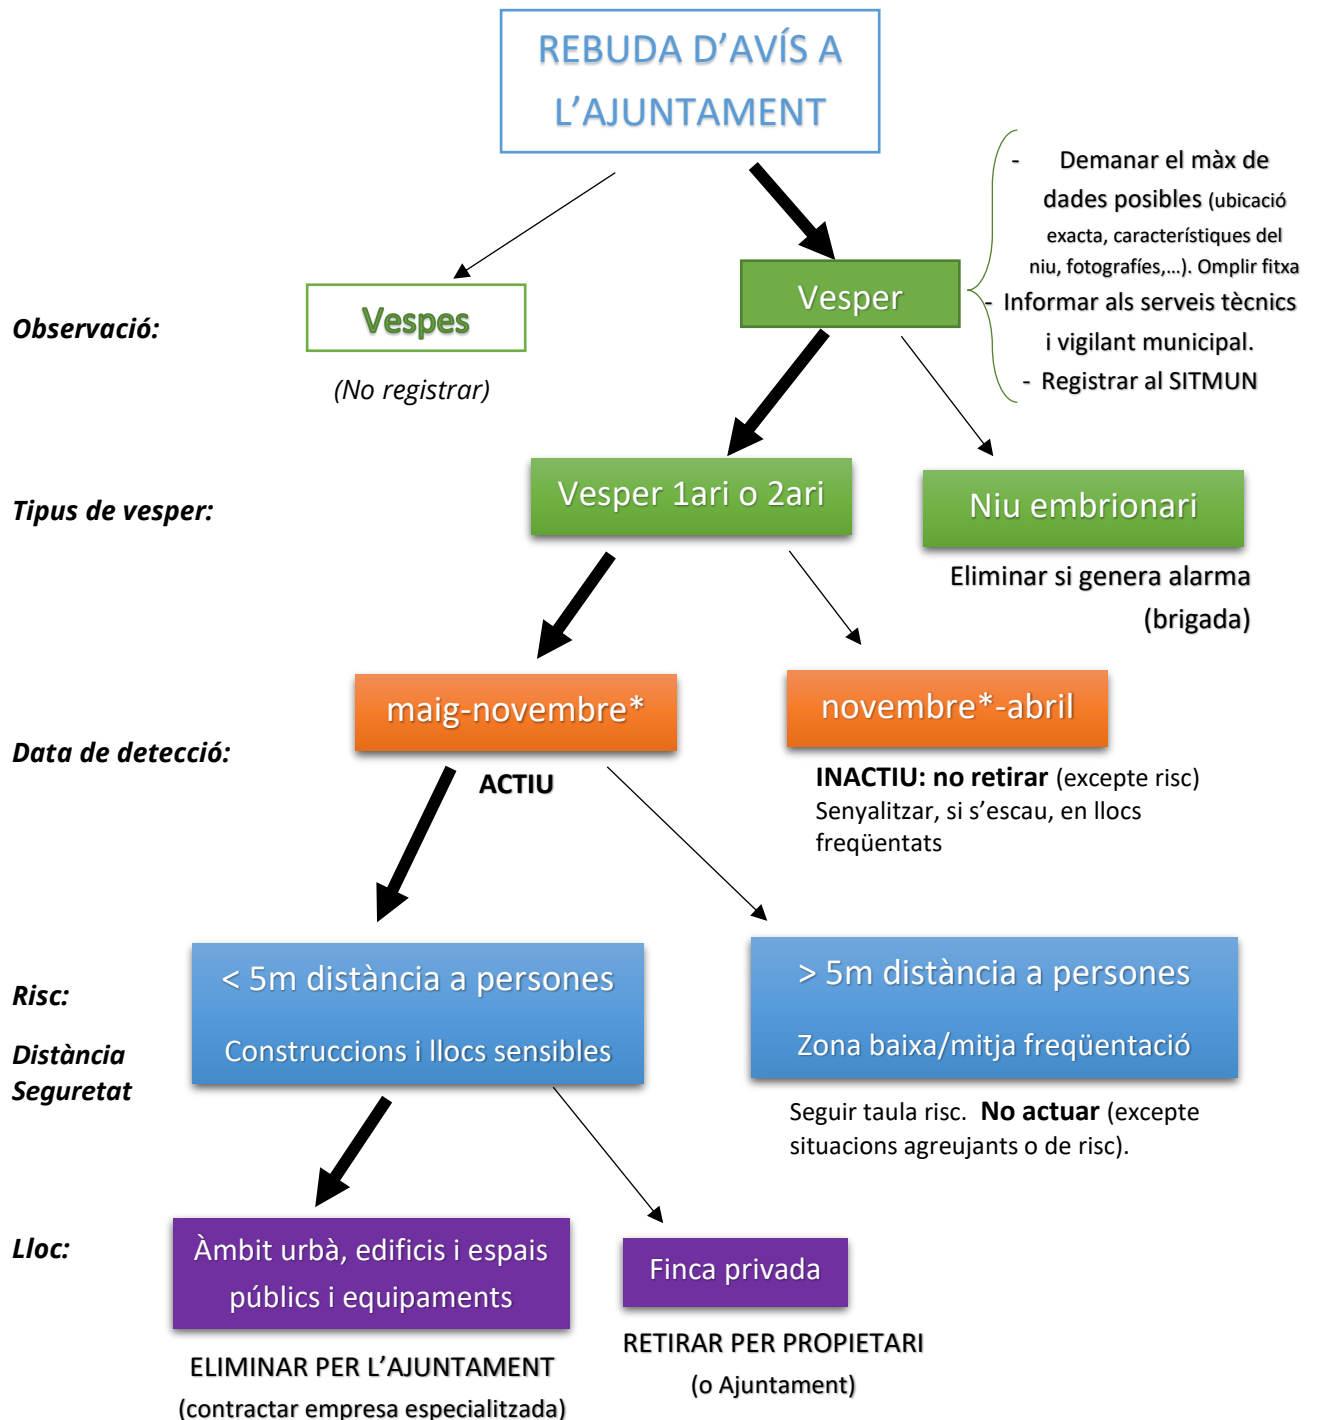 REBUDA D'AVÍS A
L'AJUNTAMENT
- Demanar el màx de
dades posibles (ubicació
exacta, característiques del
niu, fotografíes,...). Omplir fitxa
- Informar als serveis tècnics
i vigilant municipal.
- Registrar al SITMUN
Observació:
Vespes
(No registrar)
Vesper
Tipus de vesper:
Vesper 1ari o 2ari
Niu embrionari
Eliminar si genera alarma
(brigada)
Data de detecció:
maig-novembre*
ACTIU
novembre*-abril
INACTIU: no retirar (excepte risc)
Senyalitzar, si s'escau, en llocs
freqüentats
Risc:
Distància
Seguretat
< 5m distància a persones
Construccions i llocs sensibles
> 5m distància a persones
Zona baixa/mitja freqüentació
Seguir taula risc. No actuar (excepte
situacions agreujants o de risc).
Lloc:
Àmbit urbà, edificis i espais
públics i equipaments
ELIMINAR PER L'AJUNTAMENT
(contractar empresa especialitzada)
Finca privada
RETIRAR PER PROPIETARI
(o Ajuntament)